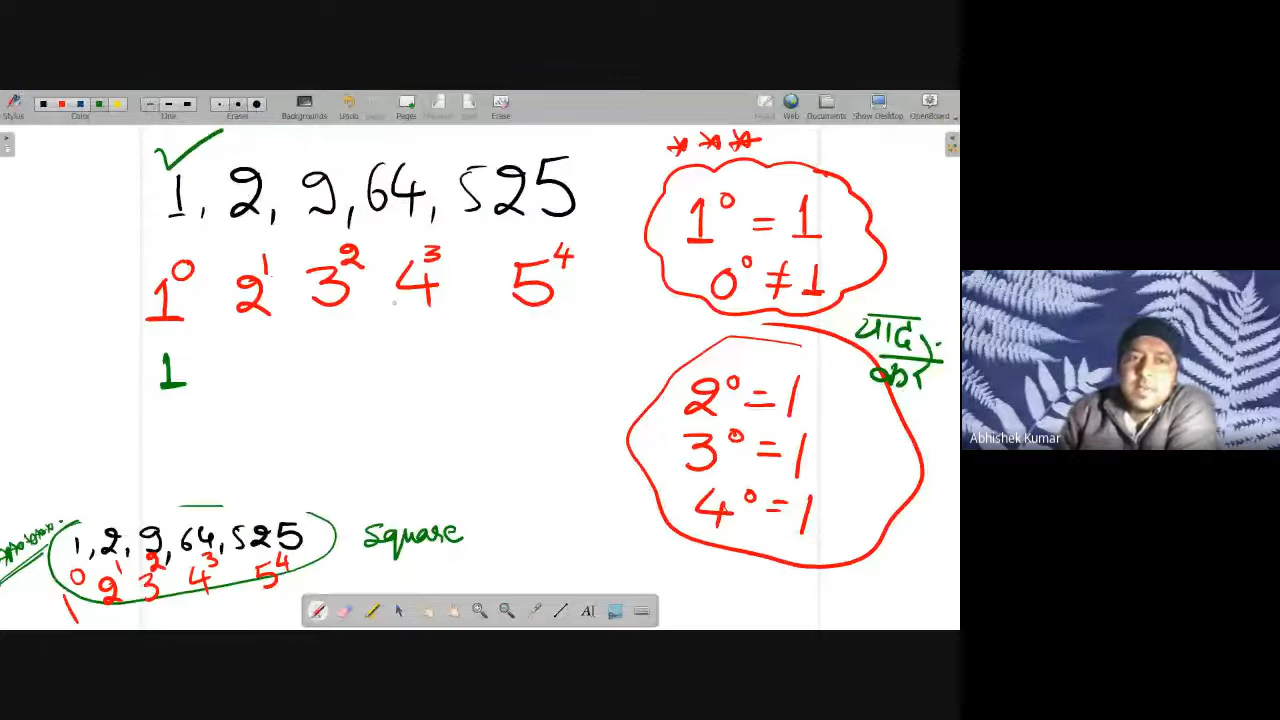 Stylus Color Line Eraser Backgrounds Undo Pages Erase Web Documents Show Desktop OpenBoard
1, 2, 9, 64, 525
1⁰ 2¹ 3² 4³ 5⁴
1
1⁰ = 1
0⁰ ≠ 1
याद
करें
2⁰ = 1
3⁰ = 1
4⁰ = 1
1, 2, 9, 64, 525
1⁰ 2¹ 3² 4³ 5⁴
square
Abhishek Kumar